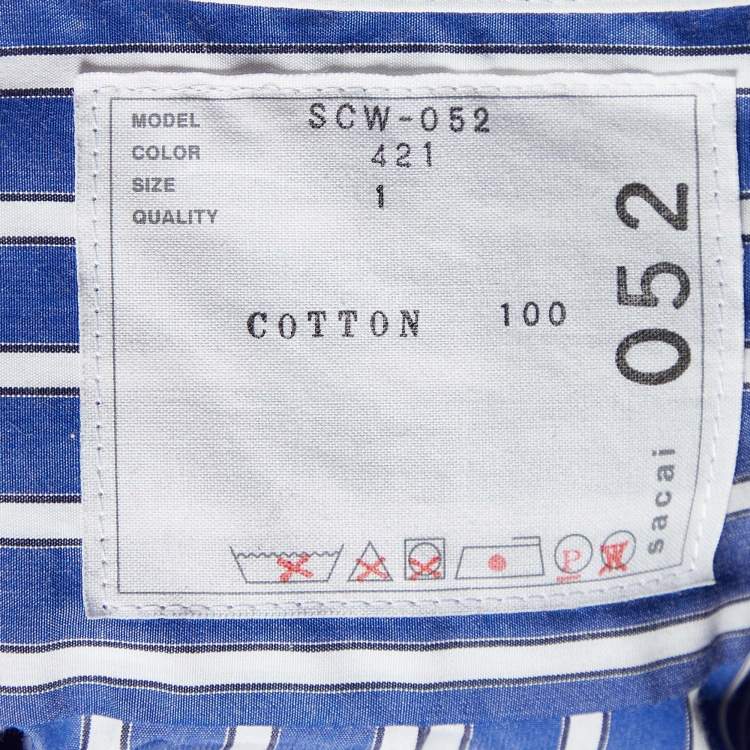 MODEL SCW-052
COLOR 421
SIZE 1
QUALITY
COTTON 100
052
sacai
P
W